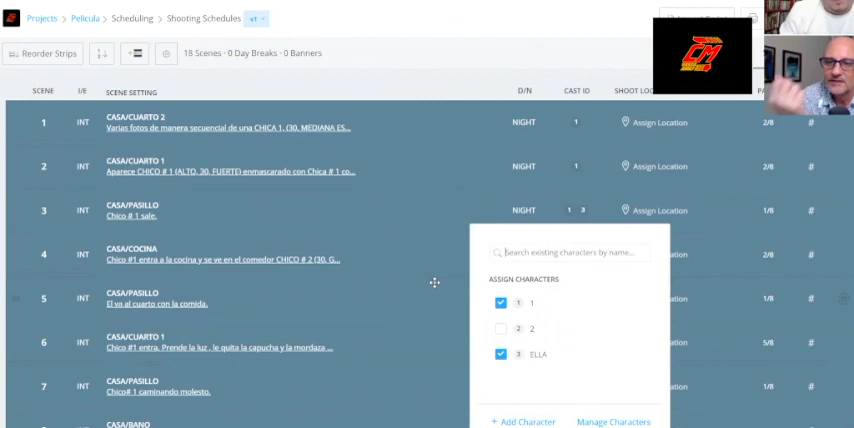 Projects > Pelicula > Scheduling > Shooting Schedules v1
Reorder Strips
18 Scenes · 0 Day Breaks · 0 Banners
CM
SCENE I/E SCENE SETTING D/N CAST ID SHOOT LOC
1 INT CASA/CUARTO 2 NIGHT 1 Assign Location 2/8 #
Varias fotos de manera secuencial de una CHICA 1, (30, MEDIANA ES...
2 INT CASA/CUARTO 1 NIGHT 1 Assign Location 2/8 #
Aparece CHICO # 1 (ALTO, 30, FUERTE) enmascarado con Chica # 1 co...
3 INT CASA/PASILLO NIGHT 1 3 Assign Location 1/8 #
Chico # 1 sale.
4 INT CASA/COCINA ation 2/8 #
Chico #1 entra a la cocina y se ve en el comedor CHICO # 2 (30, G...
5 INT CASA/PASILLO ation 1/8
El va al cuarto con la comida.
6 INT CASA/CUARTO 1 ation 5/8 #
Chico #1 entra. Prende la luz , le quita la capucha y la mordaza ...
7 INT CASA/PASILLO ation 1/8 #
Chico# 1 caminando molesto.
CASA/BANO
Search existing characters by name...
ASSIGN CHARACTERS
1 1
2 2
3 ELLA
+ Add Character Manage Characters